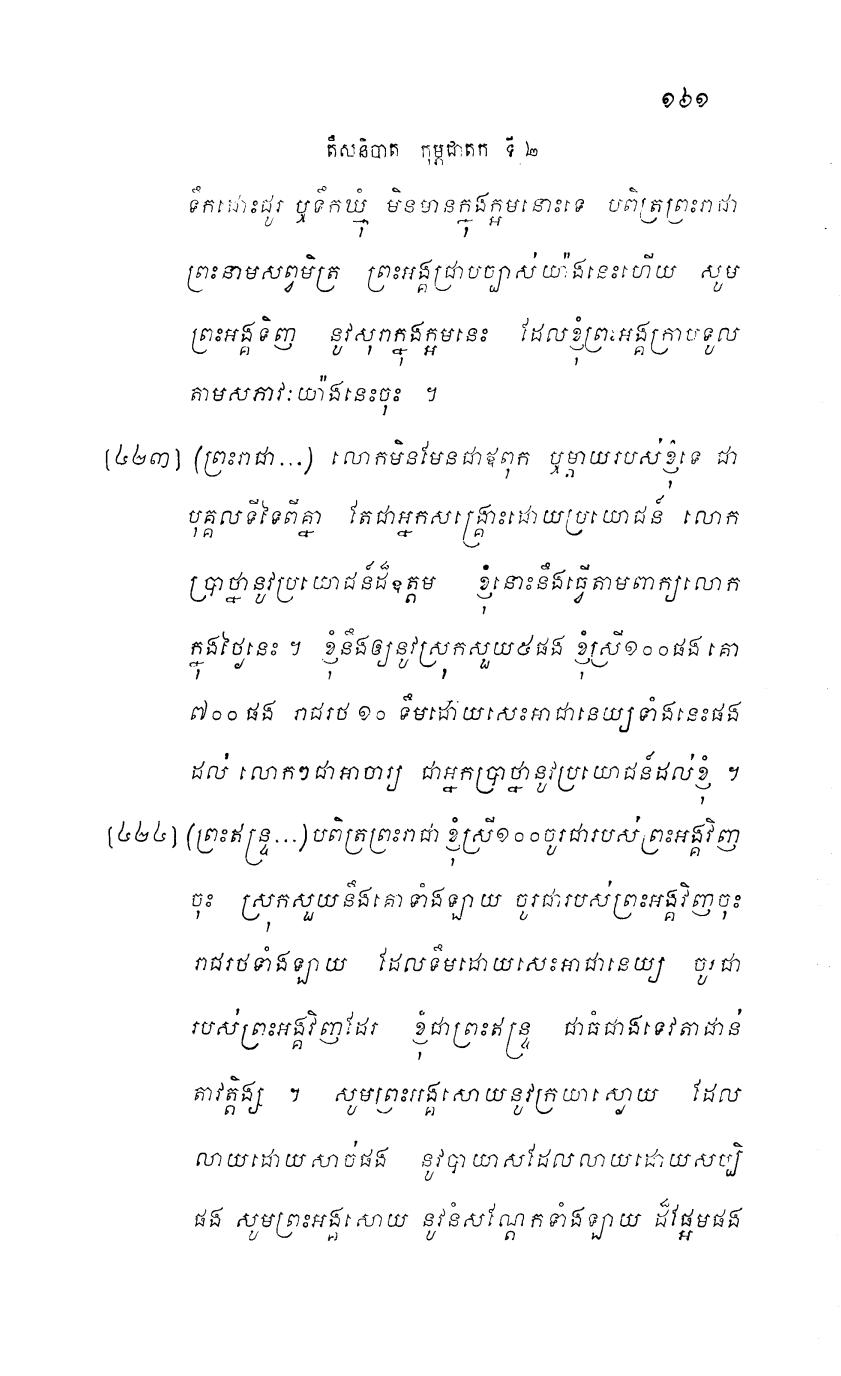 ១៦១
តឹសនិបាត កុម្ភជាតក ទី ២
ទឹកដោះជូរ ឬទឹកឃ្មុំ មិនមានក្នុងក្អមនោះទេ បពិត្រព្រះរាជា
ព្រះនាមសព្វមិត្រ ព្រះអង្គជ្រាបច្បាស់យ៉ាងនេះហើយ សូម
ព្រះអង្គទិញ នូវសុរាក្នុងក្អមនេះ ដែលខ្ញុំព្រះអង្គក្រាបទូល
តាមសភាវៈយ៉ាងនេះចុះ ។
[៤២៣] (ព្រះរាជា...) លោកមិនមែនជាឪពុក ឬម្តាយរបស់ខ្ញុំទេ ជា
បុគ្គលទីទៃពីគ្នា តែជាអ្នកសង្គ្រោះដោយប្រយោជន៍ លោក
ប្រាថ្នានូវប្រយោជន៍ដ៏ឧត្តម ខ្ញុំនោះនឹងធ្វើតាមពាក្យលោក
ក្នុងថ្ងៃនេះ ។ ខ្ញុំនឹងឲ្យនូវស្រុកសួយ៥ផង ខ្ញុំស្រី១០០ផង គោ
៧០០ផង រាជរថ ១០ ទឹមដោយសេះអាជានេយ្យទាំងនេះផង
ដល់ លោកៗជាអាចារ្យ ជាអ្នកប្រាថ្នានូវប្រយោជន៍ដល់ខ្ញុំ ។
[៤២៤] (ព្រះឥន្ទ្រ...) បពិត្រព្រះរាជា ខ្ញុំស្រី១០០ចូរជារបស់ព្រះអង្គវិញ
ចុះ ស្រុកសួយនឹងគោទាំងឡាយ ចូរជារបស់ព្រះអង្គវិញចុះ
រាជរថទាំងឡាយ ដែលទឹមដោយសេះអាជានេយ្យ ចូរជា
របស់ព្រះអង្គវិញដែរ ខ្ញុំជាព្រះឥន្ទ្រ ជាធំជាងទេវតាជាន់
តាវត្តិង្ស ។ សូមព្រះអង្គសោយនូវក្រយាស្ងោយ ដែល
លាយដោយសាច់ផង នូវបាយាសដែលលាយដោយសប្បិ
ផង សូមព្រះអង្គសោយ នូវនំសណ្តែកទាំងឡាយ ដ៏ផ្អែមផង